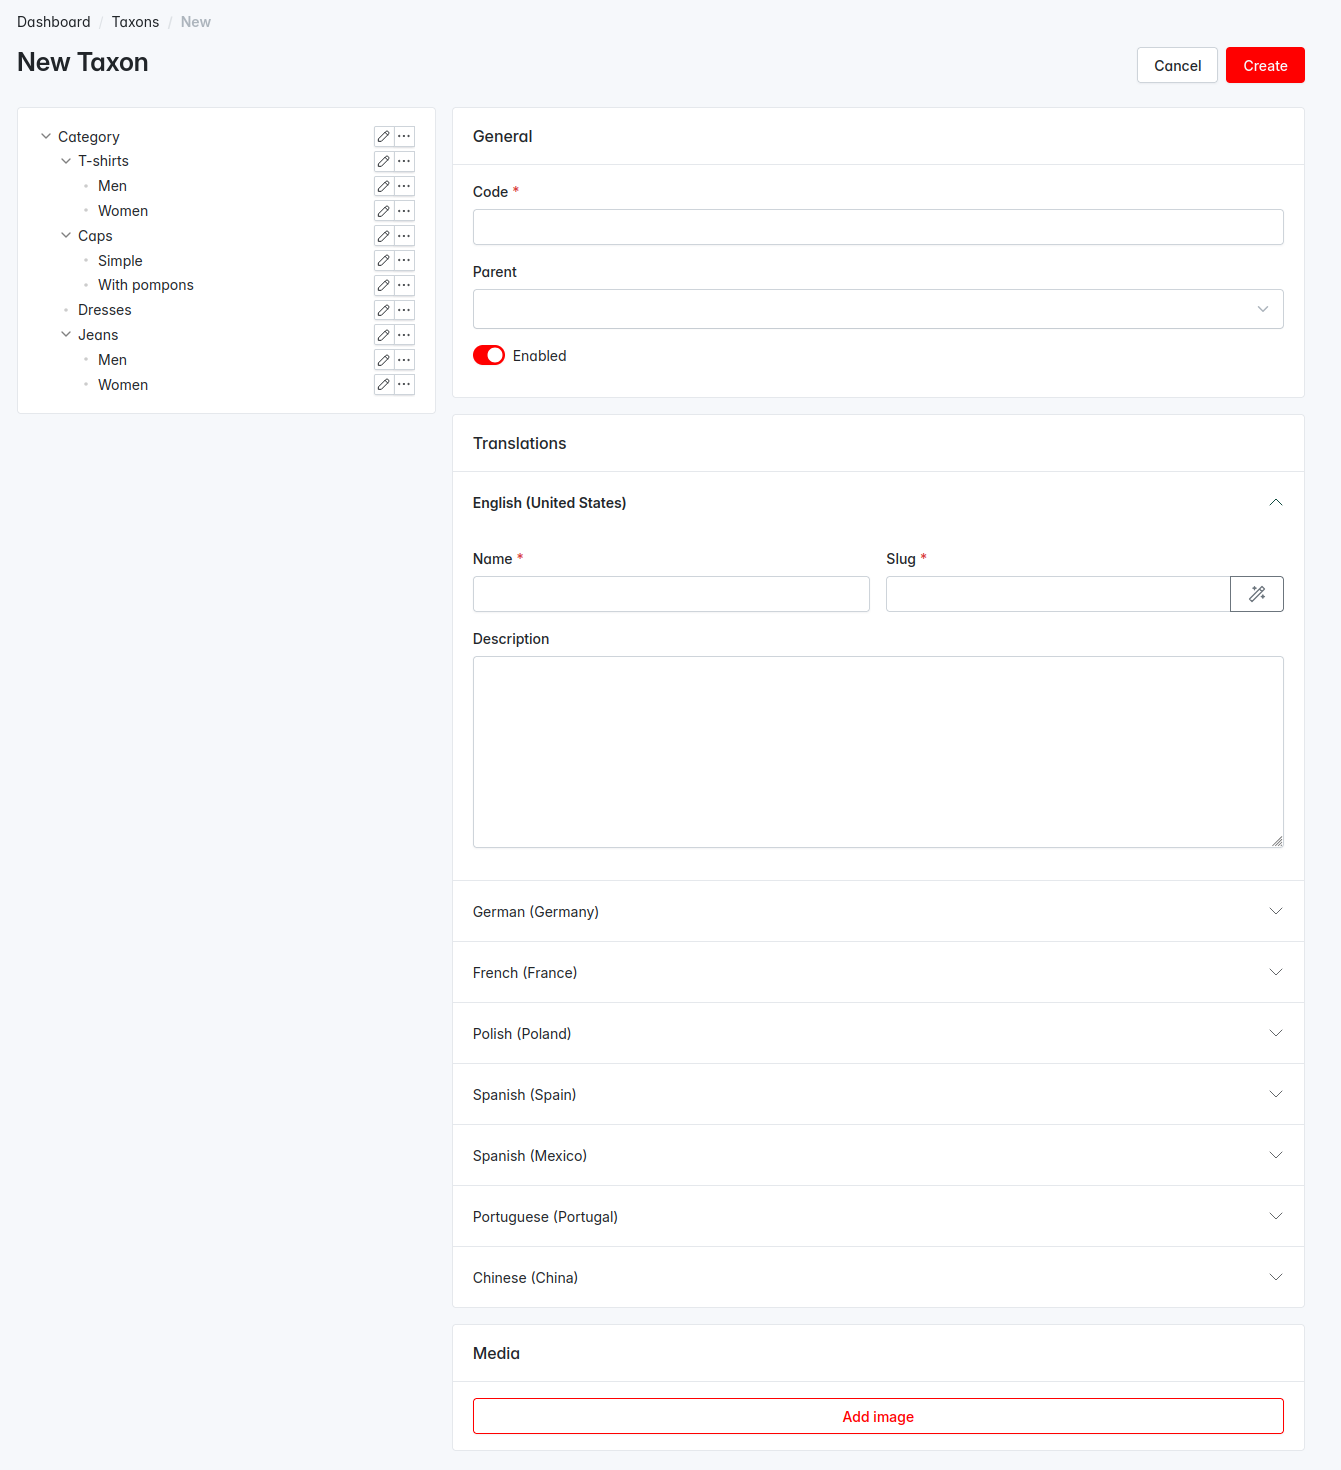 Dashboard / Taxons / New
New Taxon
Cancel
Create
Category
T-shirts
Men
Women
Caps
Simple
With pompons
Dresses
Jeans
Men
Women
General
Code *
Parent
Enabled
Translations
English (United States)
Name *
Slug *
Description
German (Germany)
French (France)
Polish (Poland)
Spanish (Spain)
Spanish (Mexico)
Portuguese (Portugal)
Chinese (China)
Media
Add image